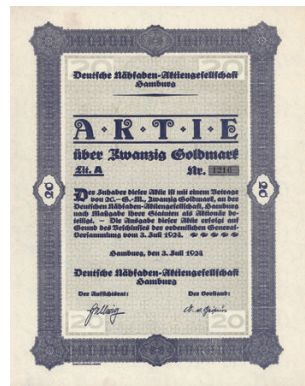 Deutsche Nähfaden-Aktiengesellschaft
Hamburg
A·K·T·I·E
über Zwanzig Goldmark
Lit. A Nr. 1216
Der Inhaber dieser Aktie ist mit einem Betrage
von 20.- G.-M., Zwanzig Goldmark, an der
Deutschen Nähfaden-Aktiengesellschaft, Hamburg
nach Maßgabe ihrer Statuten als Aktionär be-
teiligt. — Die Ausgabe dieser Aktie erfolgt auf
Grund des Beschlusses der ordentlichen General-
Versammlung vom 3. Juli 1924.
Hamburg, den 3. Juli 1924
Deutsche Nähfaden-Aktiengesellschaft
Hamburg
Der Aufsichtsrat: Der Vorstand:
20 20
20 20